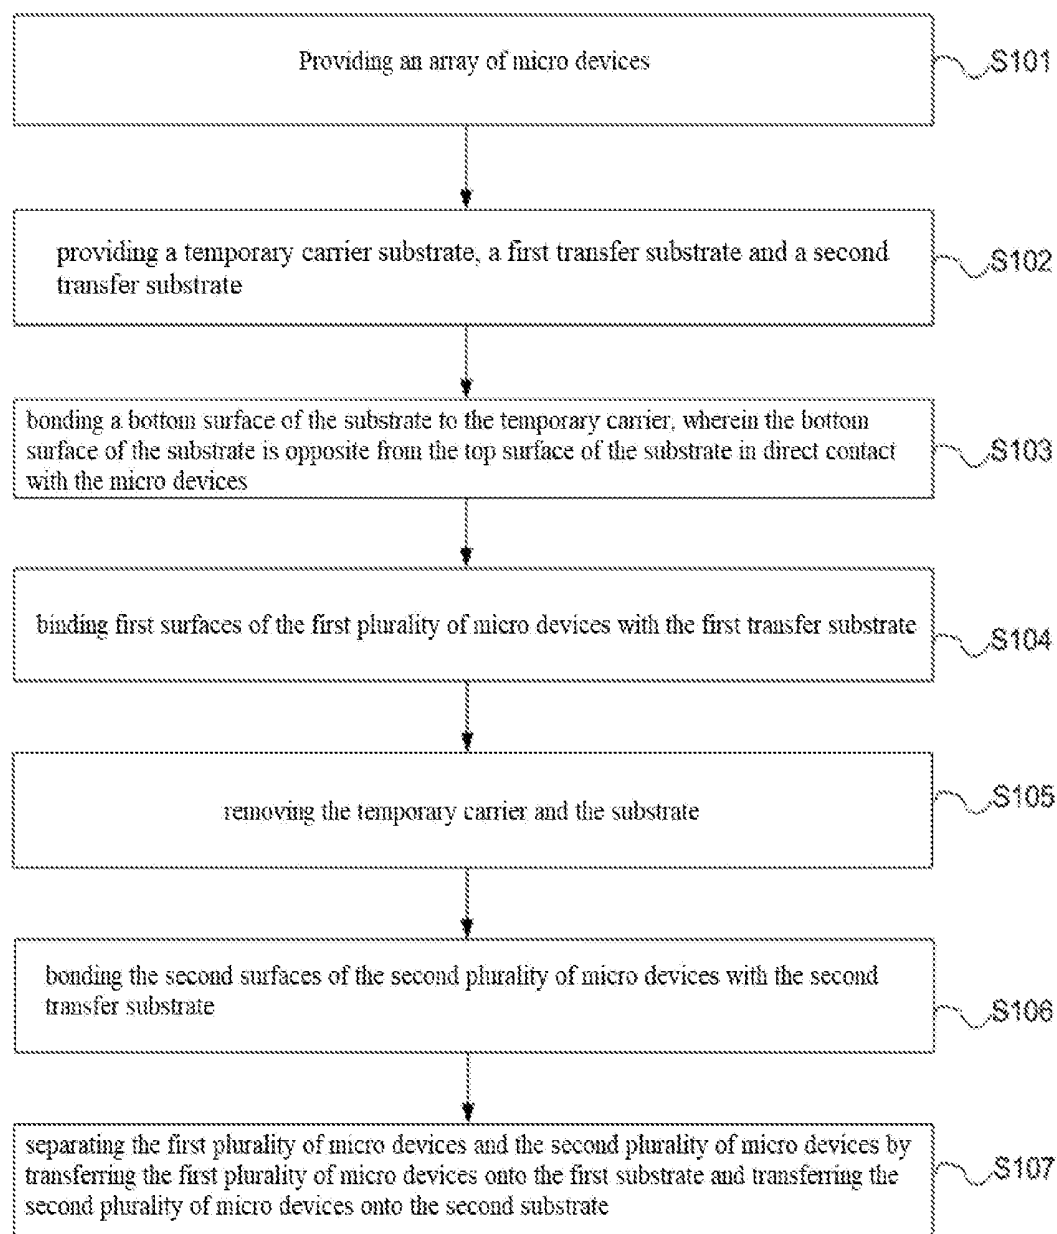 Providing an array of micro devices
S101
providing a temporary carrier substrate, a first transfer substrate and a second
transfer substrate
S102
bonding a bottom surface of the substrate to the temporary carrier, wherein the bottom
surface of the substrate is opposite from the top surface of the substrate in direct contact
with the micro devices
S103
binding first surfaces of the first plurality of micro devices with the first transfer substrate
S104
removing the temporary carrier and the substrate
S105
bonding the second surfaces of the second plurality of micro devices with the second
transfer substrate
S106
separating the first plurality of micro devices and the second plurality of micro devices by
transferring the first plurality of micro devices onto the first substrate and transferring the
second plurality of micro devices onto the second substrate
S107